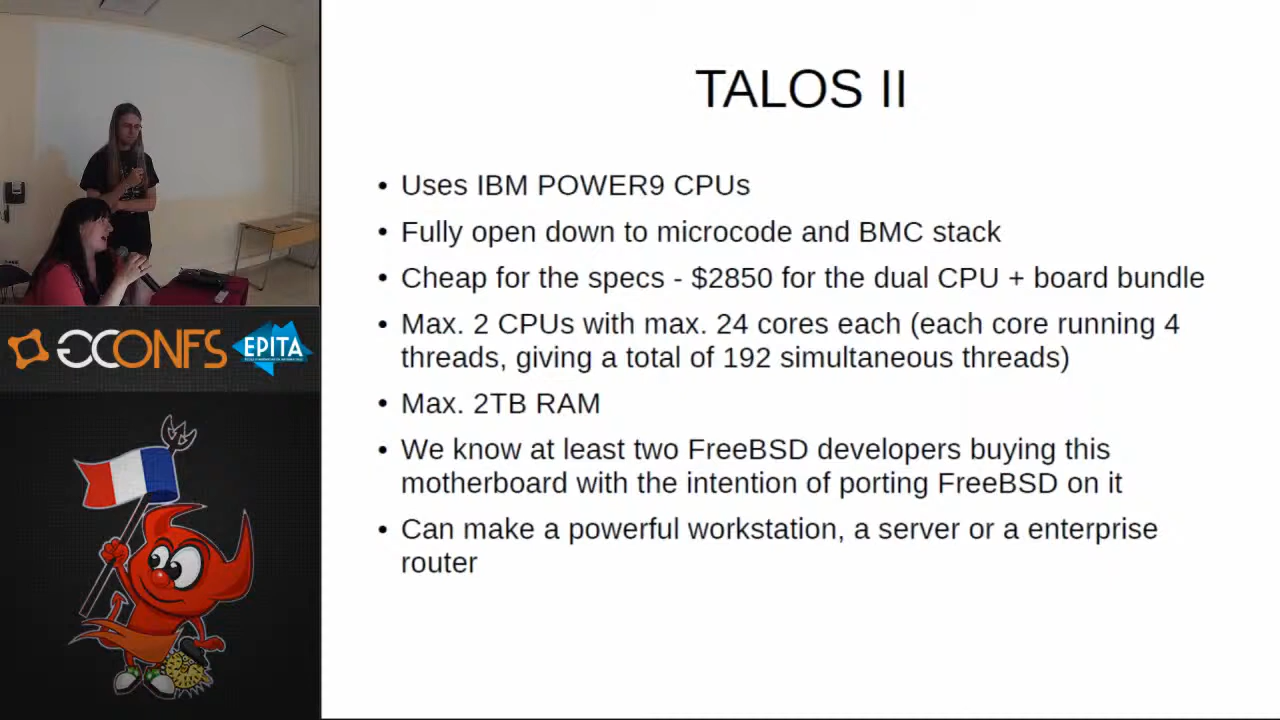 TALOS II
• Uses IBM POWER9 CPUs
• Fully open down to microcode and BMC stack
• Cheap for the specs - $2850 for the dual CPU + board bundle
• Max. 2 CPUs with max. 24 cores each (each core running 4
threads, giving a total of 192 simultaneous threads)
• Max. 2TB RAM
• We know at least two FreeBSD developers buying this
motherboard with the intention of porting FreeBSD on it
• Can make a powerful workstation, a server or a enterprise
router
GCONFS
EPITA